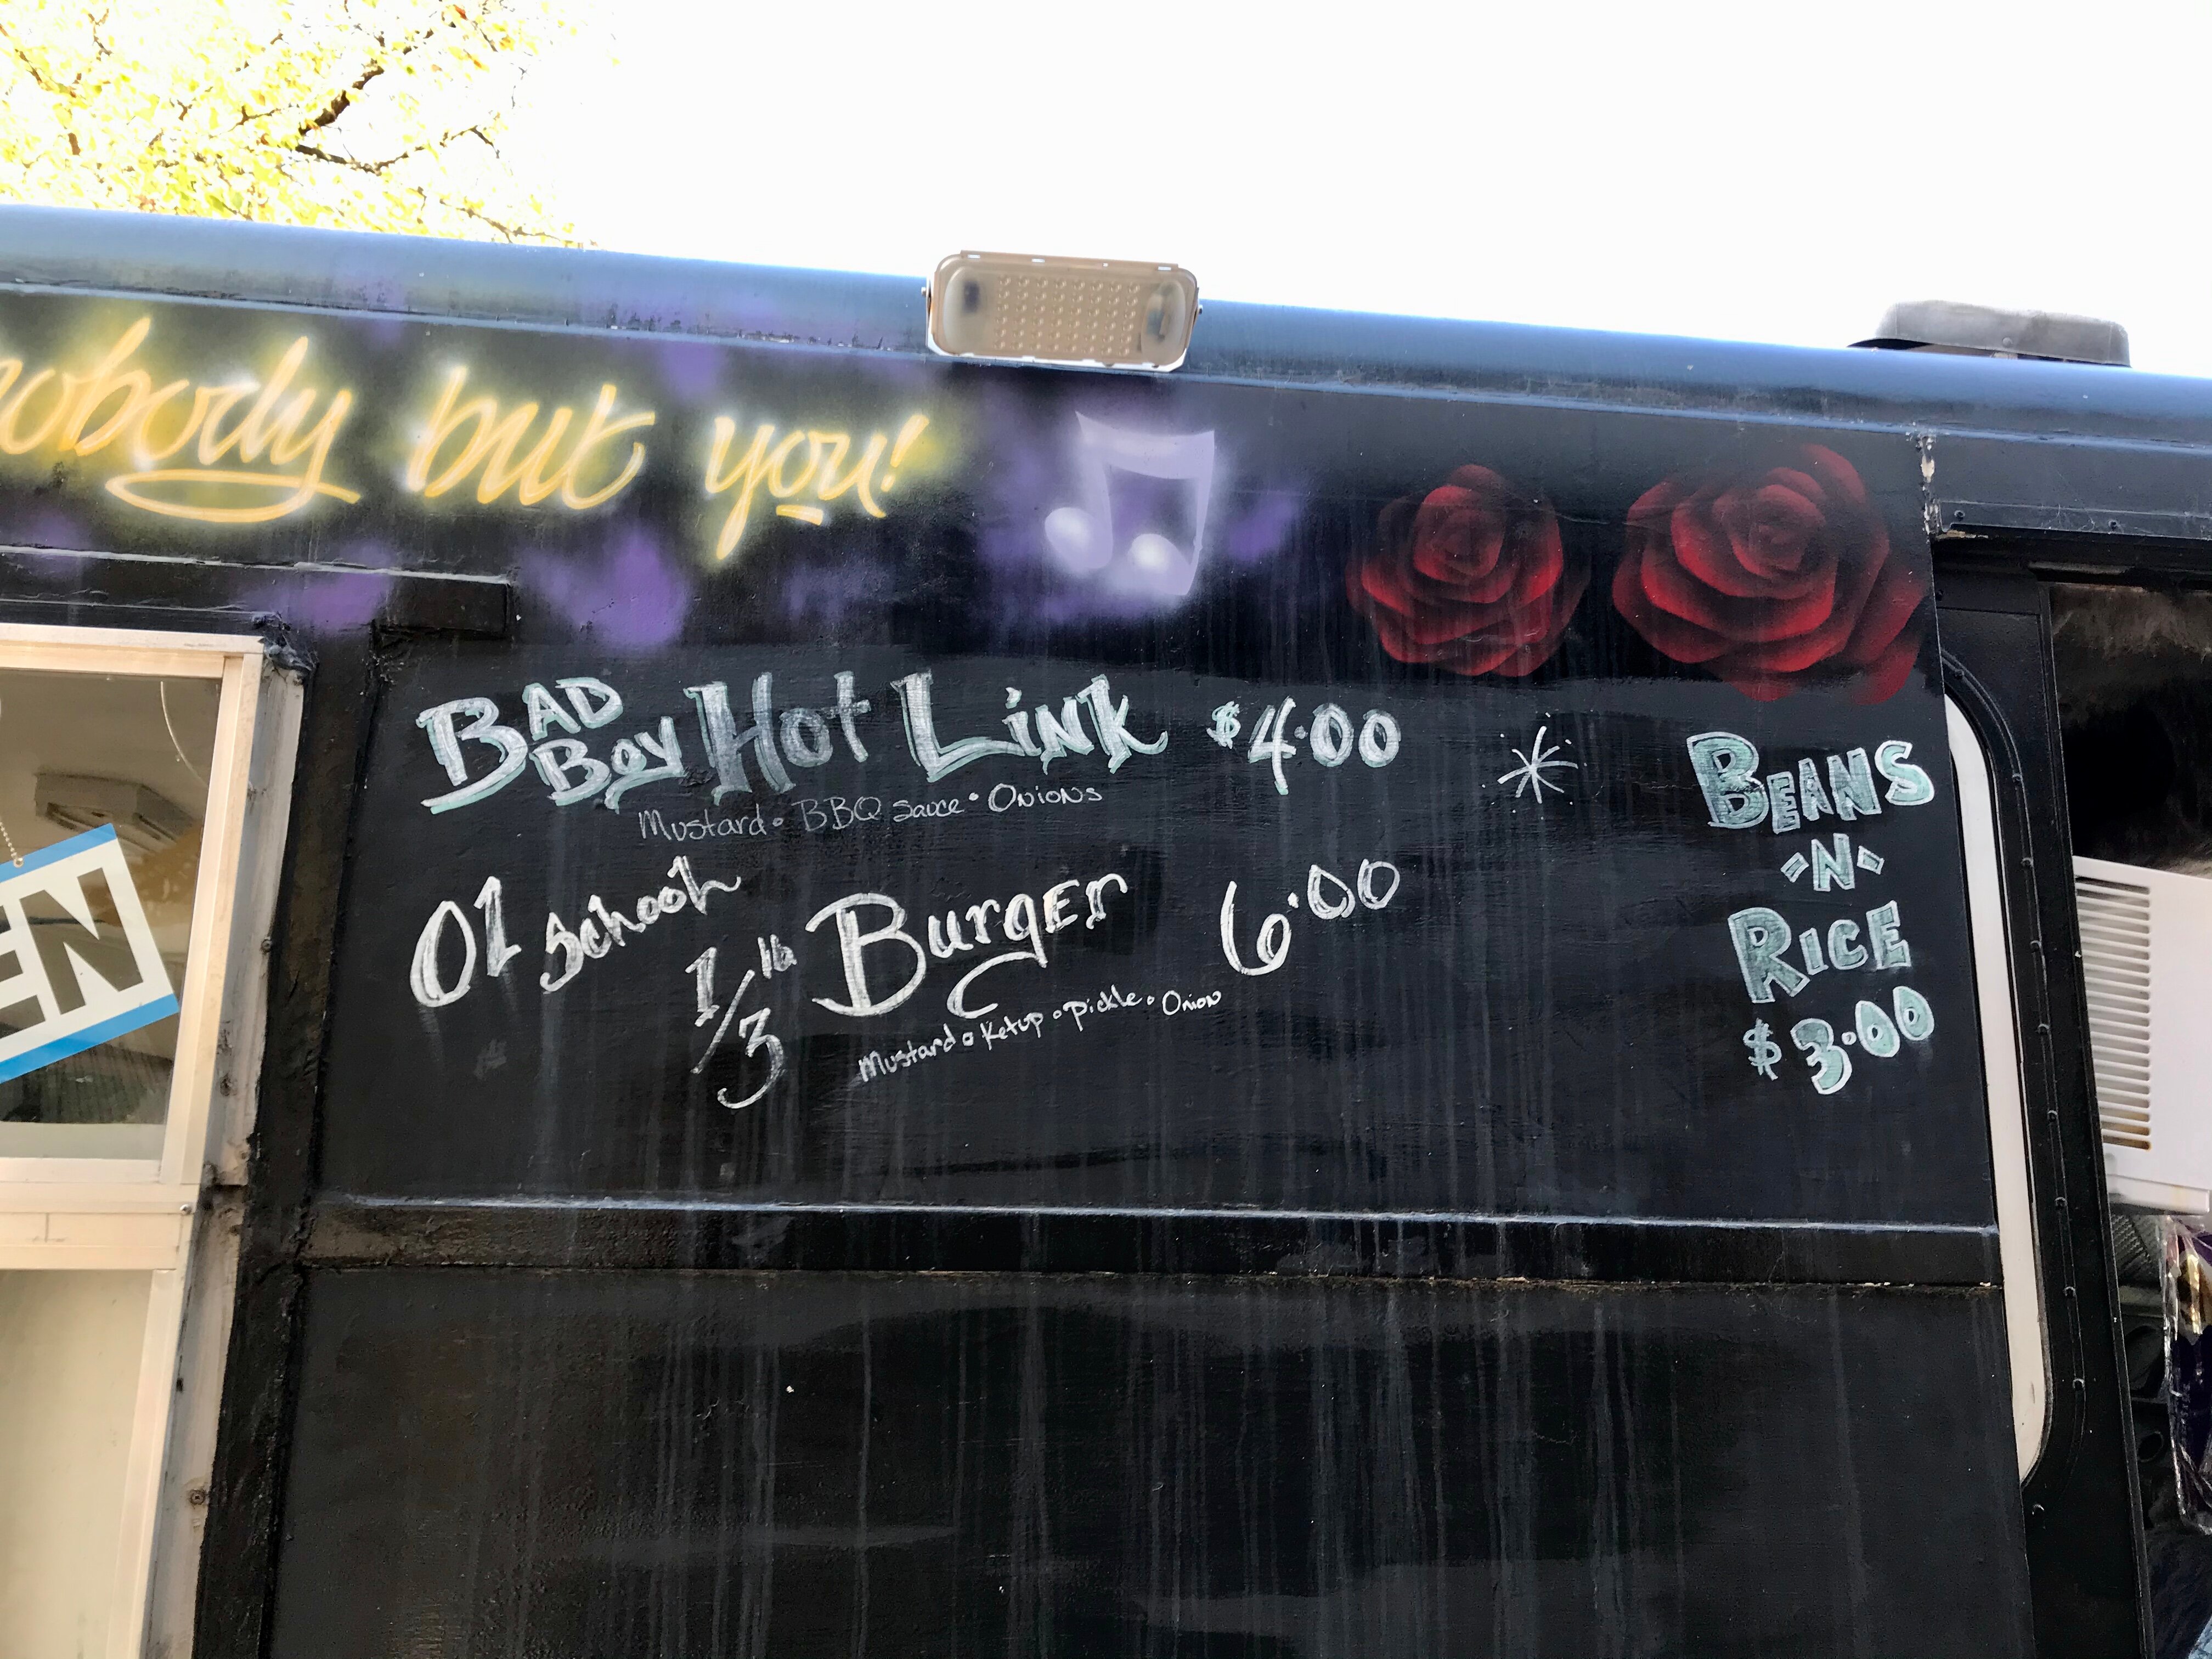 nobody but you!
BAD BOY HOT LINK $4.00
Mustard • BBQ sauce • Onions
Ol School 1/3 lb BurgEr 6.00
Mustard • Ketup • pickle • Onion
BEANS
-N-
RICE
$3.00
EN